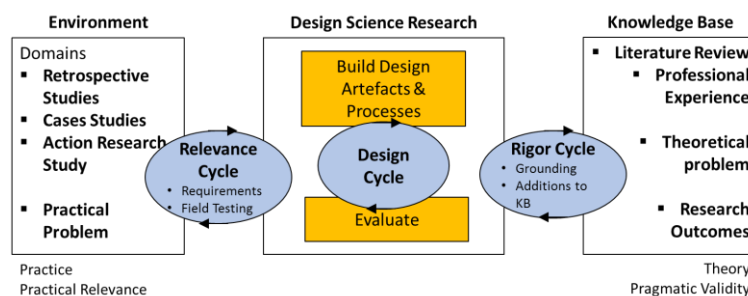 Environment
Design Science Research
Knowledge Base
Domains
▪ Retrospective
Studies
▪ Cases Studies
▪ Action Research
Study
▪ Practical
Problem
Relevance
Cycle
• Requirements
• Field Testing
Build Design
Artefacts &
Processes
Design
Cycle
Evaluate
Rigor Cycle
• Grounding
• Additions to
KB
▪ Literature Review
▪ Professional
Experience
▪ Theoretical
problem
▪ Research
Outcomes
Practice
Practical Relevance
Theory
Pragmatic Validity